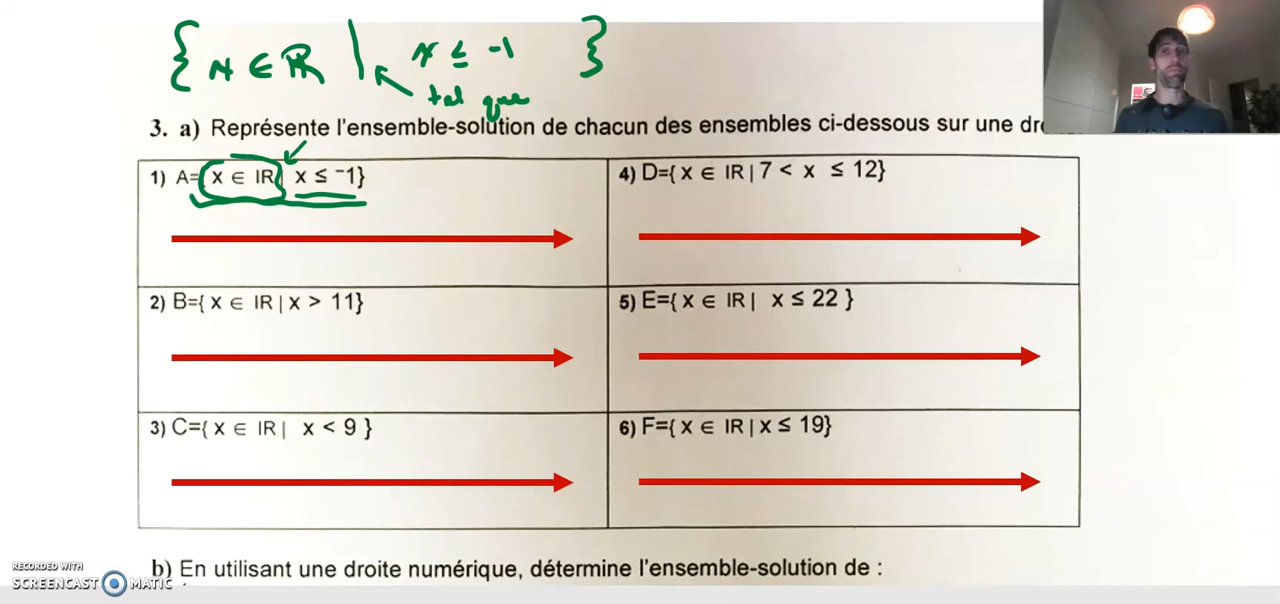 { x ∈ ℝ | x ≤ -1 }
tel que
3. a) Représente l'ensemble-solution de chacun des ensembles ci-dessous sur une
1) A={ x ∈ IR| x ≤ ⁻1}
4) D={ x ∈ IR | 7 < x ≤ 12}
2) B={ x ∈ IR | x > 11}
5) E={ x ∈ IR | x ≤ 22 }
3) C={ x ∈ IR | x < 9 }
6) F={ x ∈ IR | x ≤ 19}
b) En utilisant une droite numérique, détermine l'ensemble-solution de :
RECORDED WITH
SCREENCAST MATIC